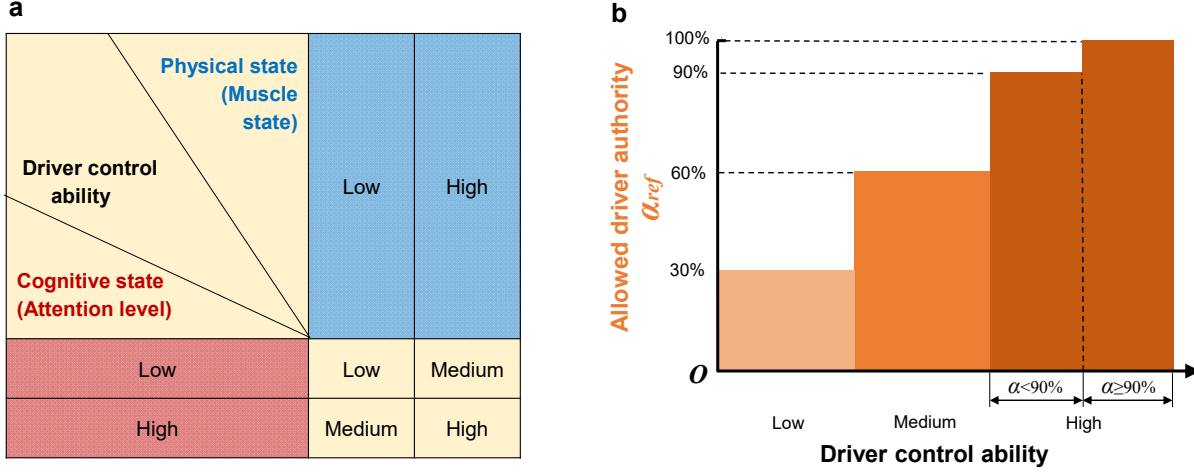 a
Physical state
(Muscle
state)
Driver control
ability
Cognitive state
(Attention level)
Low
High
Low
Low
Medium
High
Medium
High
b
Allowed driver authority
α_ref
100%
90%
60%
30%
O
α<90%
α≥90%
Low
Medium
High
Driver control ability